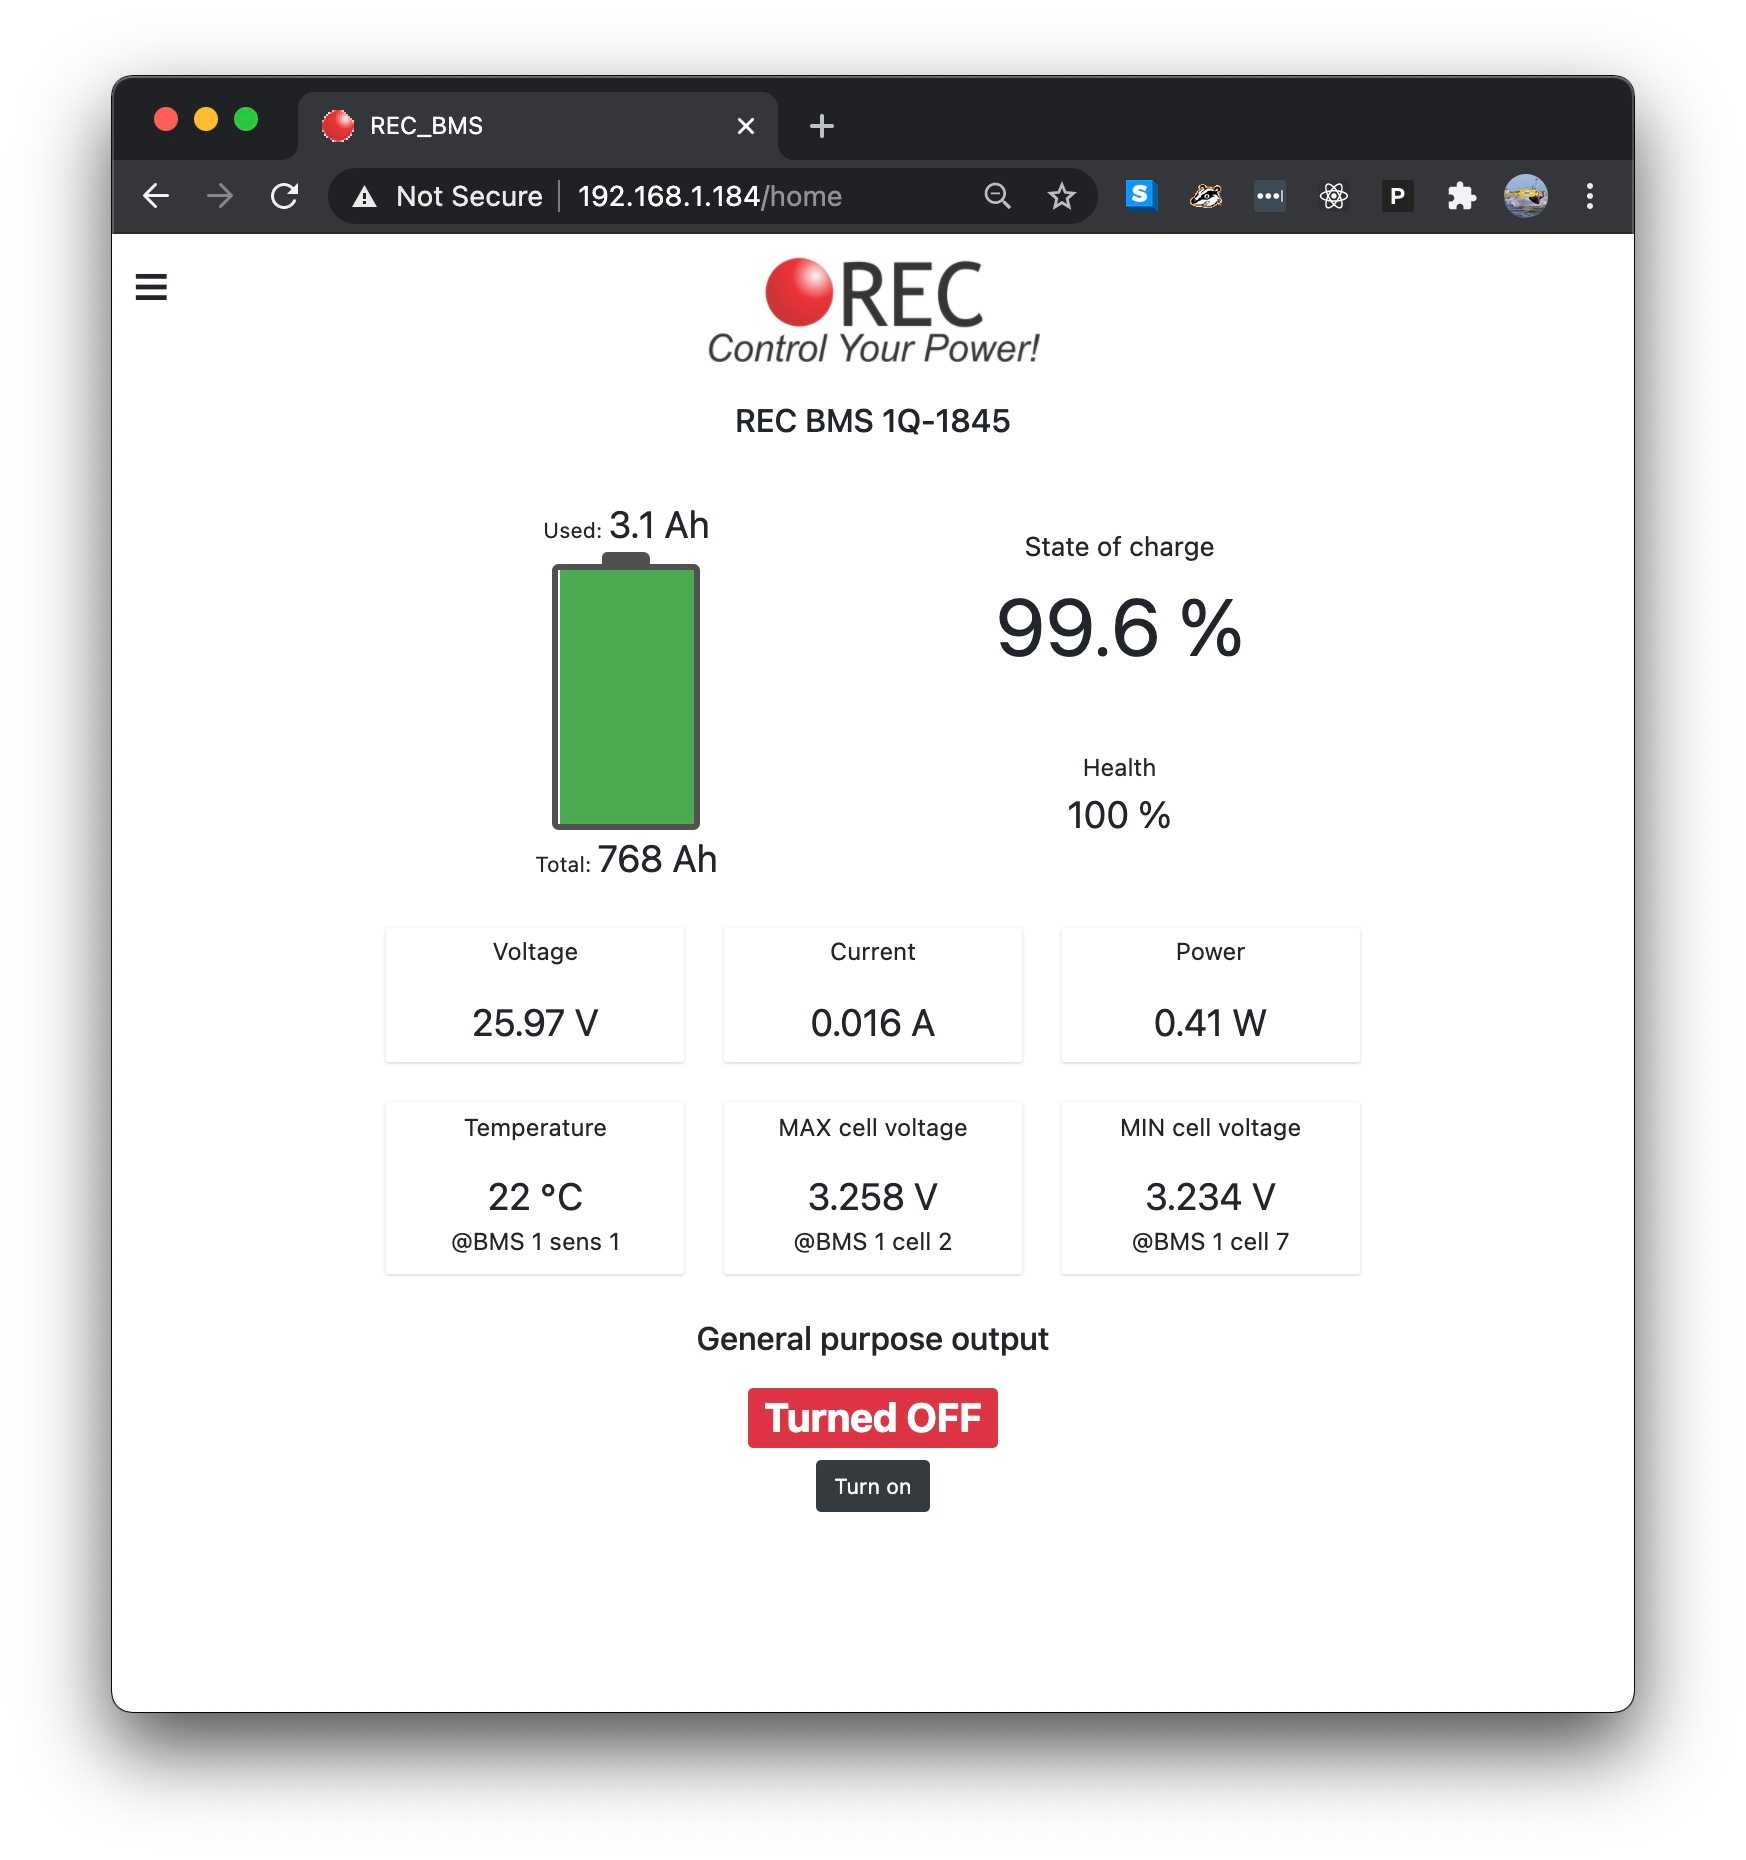 REC_BMS
Not Secure 192.168.1.184/home
S
P
REC
Control Your Power!
REC BMS 1Q-1845
Used: 3.1 Ah
State of charge
99.6 %
Health
100 %
Total: 768 Ah
Voltage Current Power
25.97 V 0.016 A 0.41 W
Temperature MAX cell voltage MIN cell voltage
22 °C 3.258 V 3.234 V
@BMS 1 sens 1 @BMS 1 cell 2 @BMS 1 cell 7
General purpose output
Turned OFF
Turn on